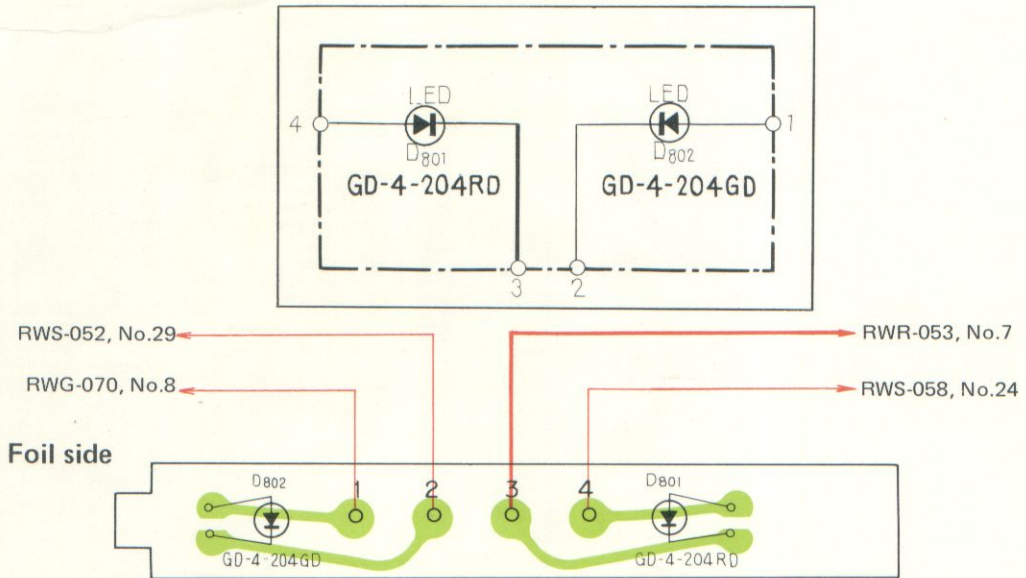 LED LED
4 1
D801 D802
GD-4-204RD GD-4-204GD
3 2
RWS-052, No.29 RWR-053, No.7
RWG-070, No.8 RWS-058, No.24
Foil side
D802 1 2 3 4 D801
GD-4-204GD GD-4-204RD